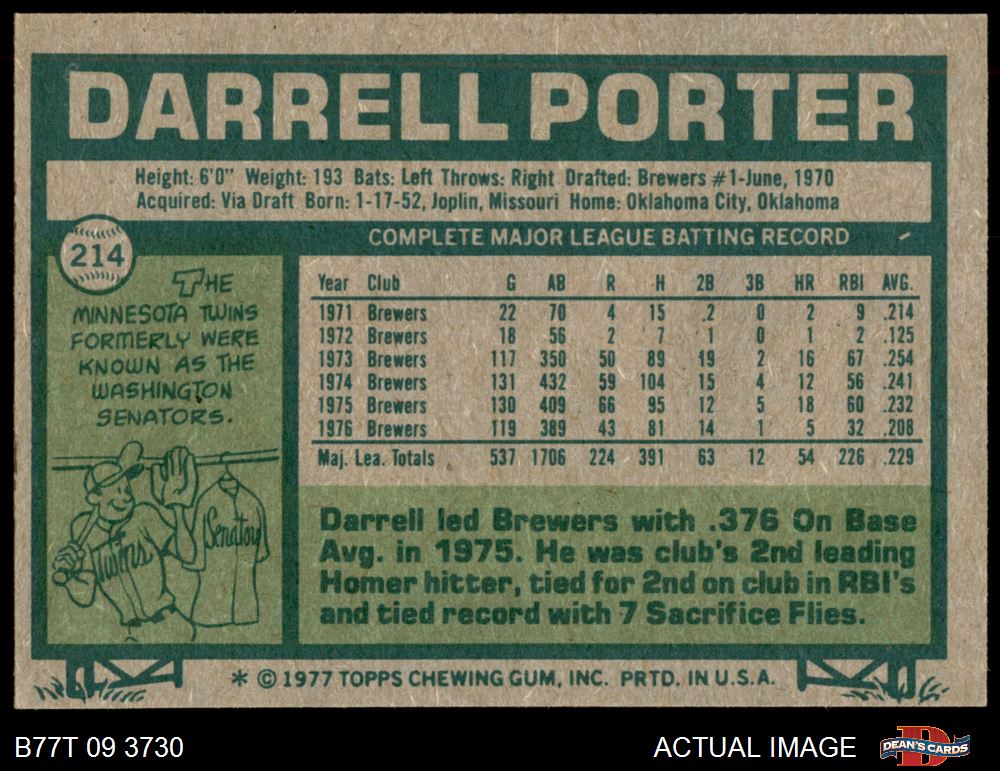 DARRELL PORTER
Height: 6'0" Weight: 193 Bats: Left Throws: Right Drafted: Brewers #1-June, 1970
Acquired: Via Draft Born: 1-17-52, Joplin, Missouri Home: Oklahoma City, Oklahoma
214
COMPLETE MAJOR LEAGUE BATTING RECORD
THE
MINNESOTA TWINS
FORMERLY WERE
KNOWN AS THE
WASHINGTON
SENATORS.
Twins
Senators
Year Club G AB R H 2B 3B HR RBI AVG.
1971 Brewers 22 70 4 15 .2 0 2 9 .214
1972 Brewers 18 56 2 7 1 0 1 2 .125
1973 Brewers 117 350 50 89 19 2 16 67 .254
1974 Brewers 131 432 59 104 15 4 12 56 .241
1975 Brewers 130 409 66 95 12 5 18 60 .232
1976 Brewers 119 389 43 81 14 1 5 32 .208
Maj. Lea. Totals 537 1706 224 391 63 12 54 226 .229
Darrell led Brewers with .376 On Base
Avg. in 1975. He was club's 2nd leading
Homer hitter, tied for 2nd on club in RBI's
and tied record with 7 Sacrifice Flies.
* © 1977 TOPPS CHEWING GUM, INC. PRTD. IN U.S.A.
B77T 09 3730
ACTUAL IMAGE
DEAN'S CARDS